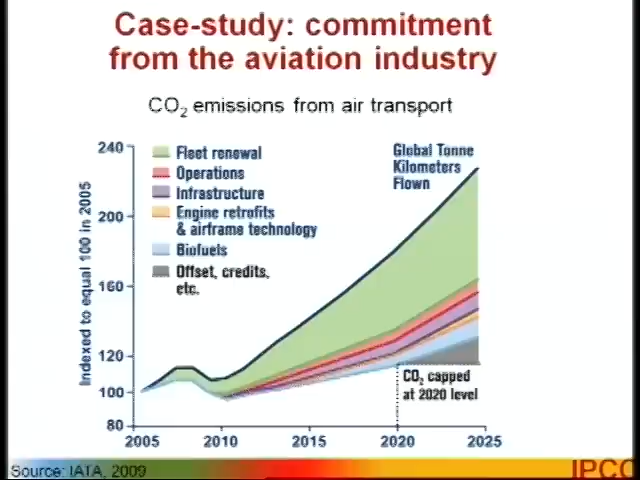 Case-study: commitment
from the aviation industry
CO2 emissions from air transport
Indexed to equal 100 in 2005
240
200
160
120
100
80
Fleet renewal
Operations
Infrastructure
Engine retrofits
& airframe technology
Biofuels
Offset, credits,
etc.
Global Tonne
Kilometers
Flown
CO2 capped
at 2020 level
2005
2010
2015
2020
2025
Source: IATA, 2009
IPCC